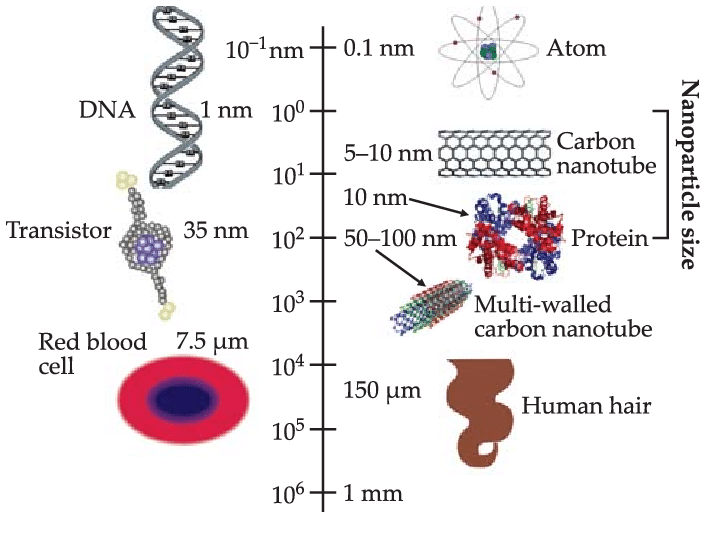 10⁻¹ nm
0.1 nm
Atom
DNA
1 nm
10⁰
5–10 nm
Carbon
nanotube
10¹
10 nm
Transistor
35 nm
10²
50–100 nm
Protein
Nanoparticle size
10³
Multi-walled
carbon nanotube
Red blood
cell
7.5 µm
10⁴
150 µm
Human hair
10⁵
10⁶
1 mm